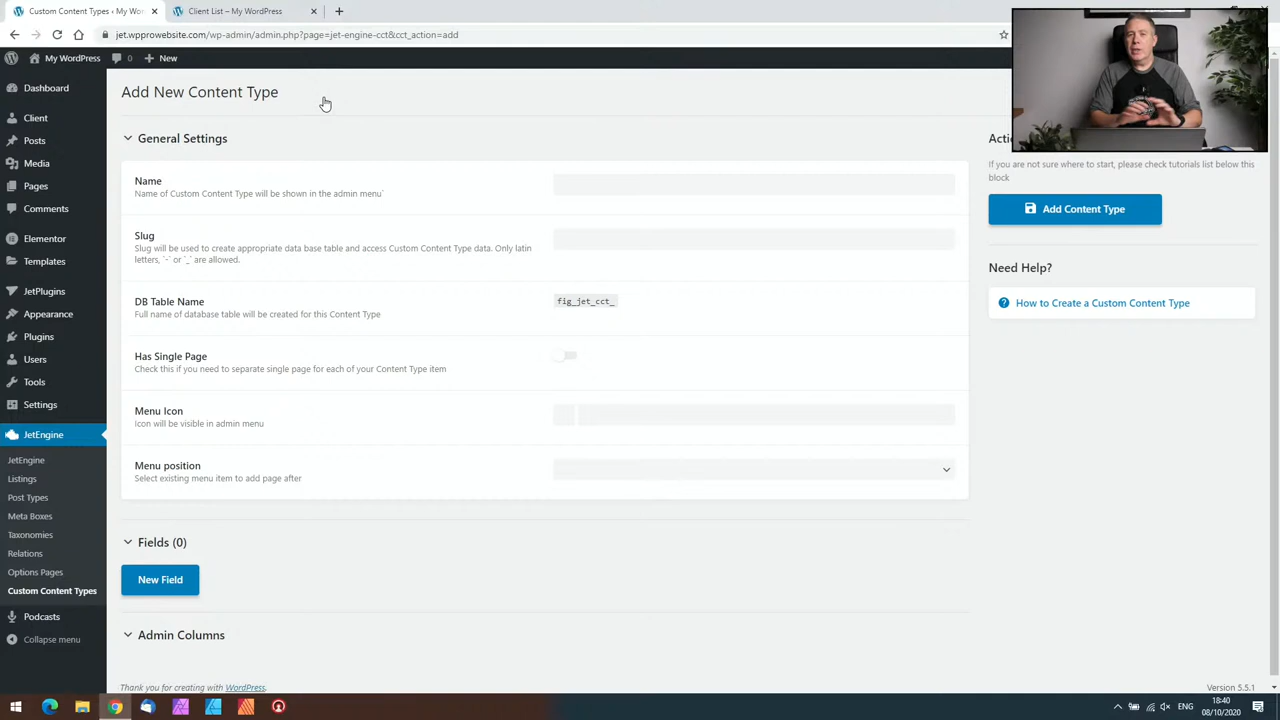 Custom Content Types ‹ My WordP
Client List – WordPress
jet.wpprowebsite.com/wp-admin/admin.php?page=jet-engine-cct&cct_action=add
My WordPress
0
New
Dashboard
Client
Posts
Media
Pages
Comments
Elementor
Templates
JetPlugins
Appearance
Plugins
Users
Tools
Settings
JetEngine
JetEngine
Listings
Post Types
Meta Boxes
Taxonomies
Relations
Options Pages
Custom Content Types
Podcasts
Collapse menu
Add New Content Type
General Settings
Name
Name of Custom Content Type will be shown in the admin menu`
Slug
Slug will be used to create appropriate data base table and access Custom Content Type data. Only latin
letters, `-` or `_` are allowed.
DB Table Name
Full name of database table will be created for this Content Type
fig_jet_cct_
Has Single Page
Check this if you need to separate single page for each of your Content Type item
Menu Icon
Icon will be visible in admin menu
Menu position
Select existing menu item to add page after
Fields (0)
New Field
Admin Columns
Thank you for creating with WordPress.
Version 5.5.1
Acti
If you are not sure where to start, please check tutorials list below this
block
Add Content Type
Need Help?
How to Create a Custom Content Type
ENG
18:40
08/10/2020